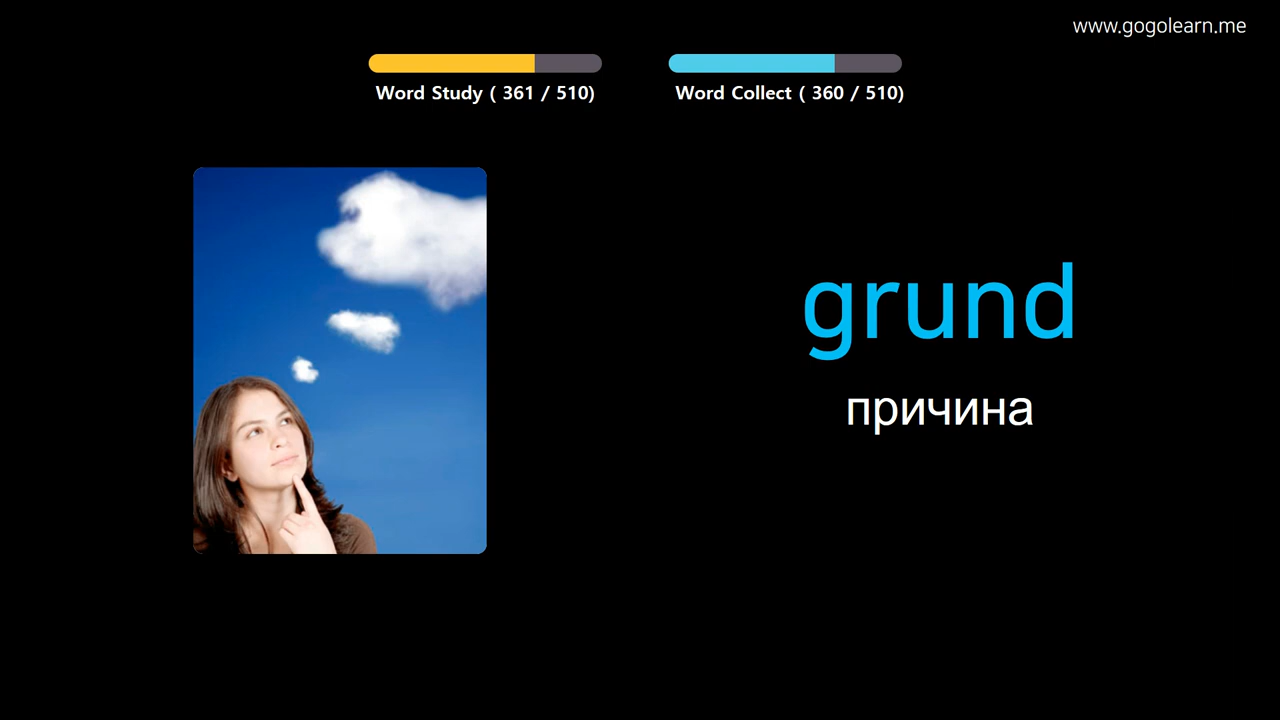 www.gogolearn.me
Word Study ( 361 / 510)
Word Collect ( 360 / 510)
grund
причина